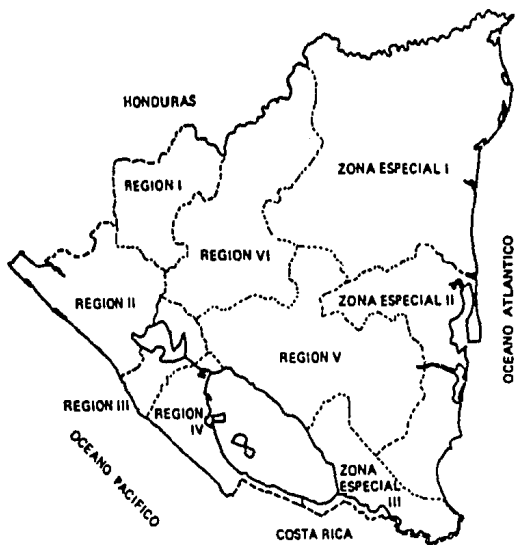 HONDURAS
REGION I
ZONA ESPECIAL I
REGION VI
REGION II
ZONA ESPECIAL II
OCEANO ATLANTICO
REGION V
REGION III
REGION
IV
OCEANO PACIFICO
ZONA
ESPECIAL
III
COSTA RICA